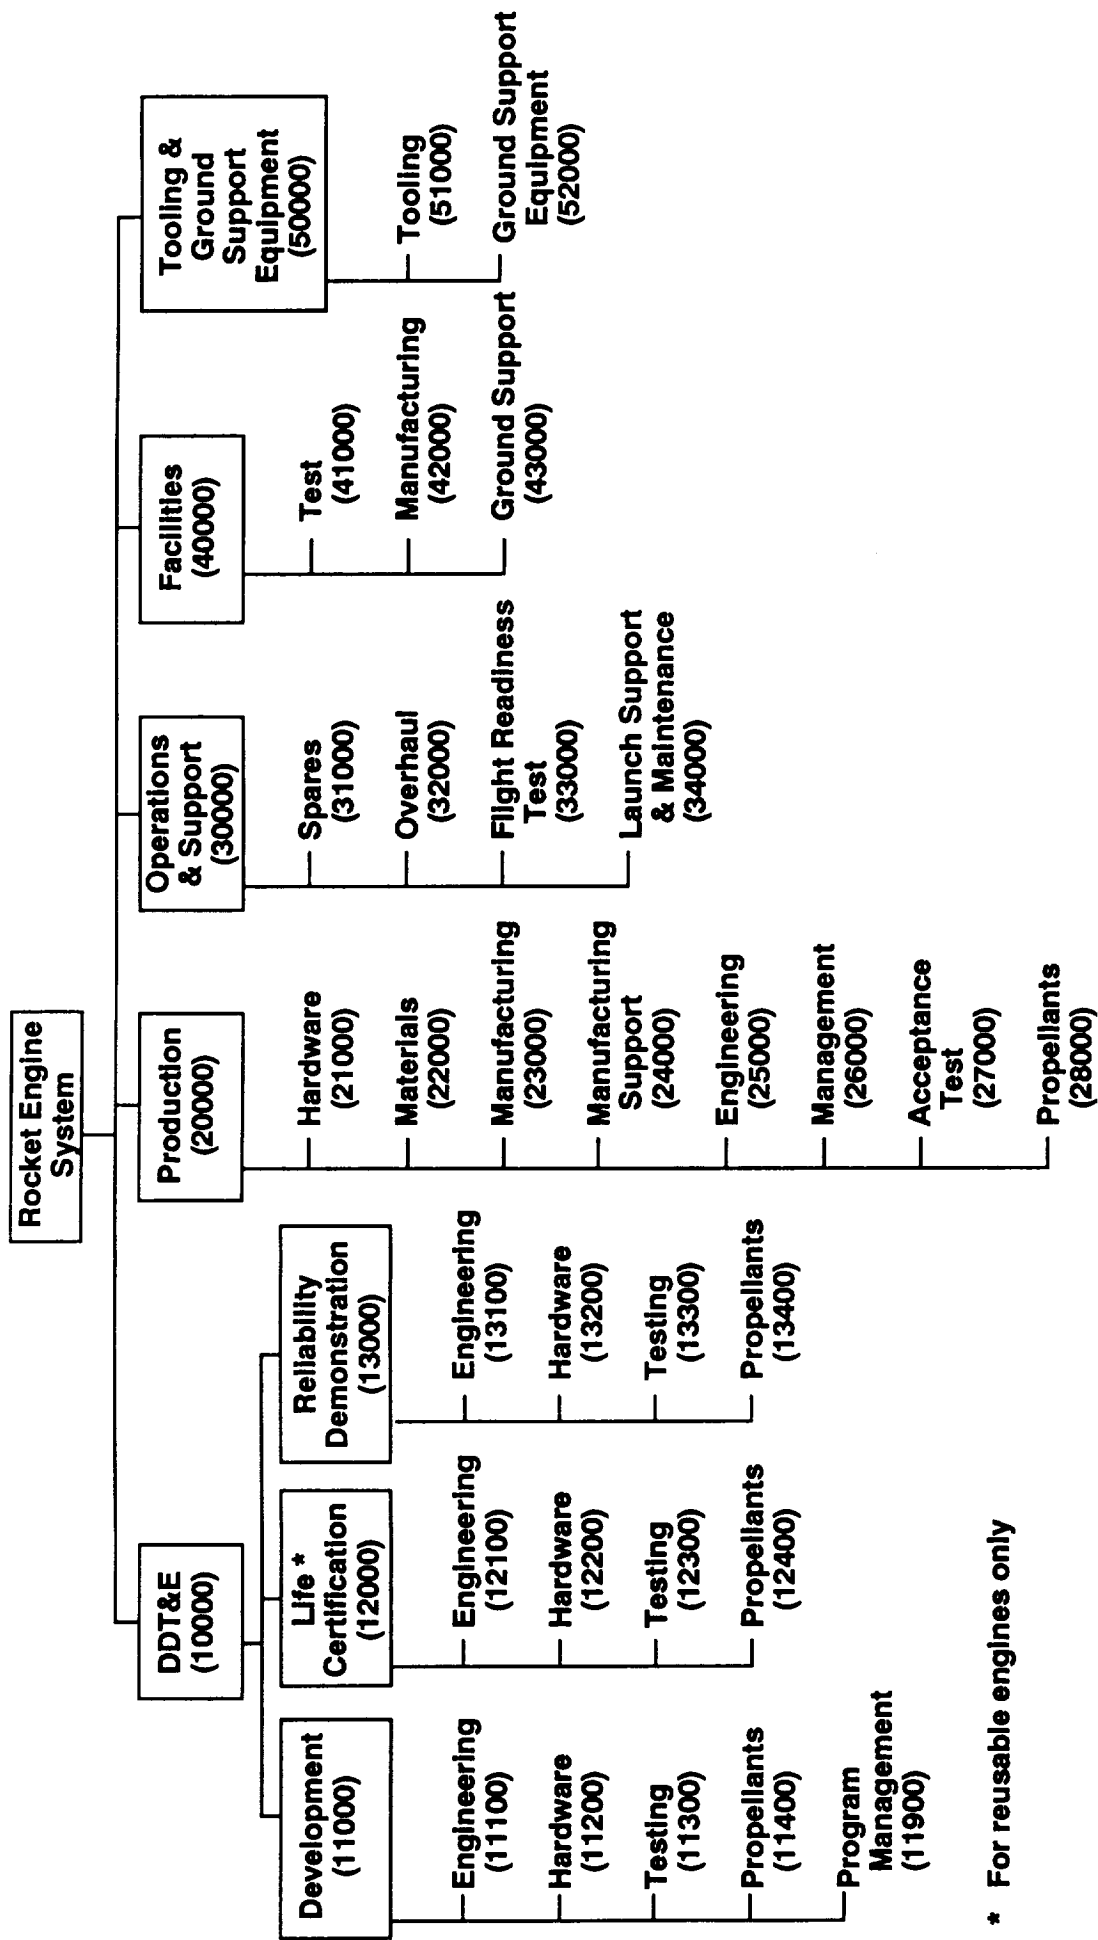 Rocket Engine
System
DDT&E
(10000)
Development
(11000)
Engineering
(11100)
Hardware
(11200)
Testing
(11300)
Propellants
(11400)
Program
Management
(11900)
Life *
Certification
(12000)
Engineering
(12100)
Hardware
(12200)
Testing
(12300)
Propellants
(12400)
Reliability
Demonstration
(13000)
Engineering
(13100)
Hardware
(13200)
Testing
(13300)
Propellants
(13400)
Production
(20000)
Hardware
(21000)
Materials
(22000)
Manufacturing
(23000)
Manufacturing
Support
(24000)
Engineering
(25000)
Management
(26000)
Acceptance
Test
(27000)
Propellants
(28000)
Operations
& Support
(30000)
Spares
(31000)
Overhaul
(32000)
Flight Readiness
Test
(33000)
Launch Support
& Maintenance
(34000)
Facilities
(40000)
Test
(41000)
Manufacturing
(42000)
Ground Support
(43000)
Tooling &
Ground
Support
Equipment
(50000)
Tooling
(51000)
Ground Support
Equipment
(52000)
* For reusable engines only